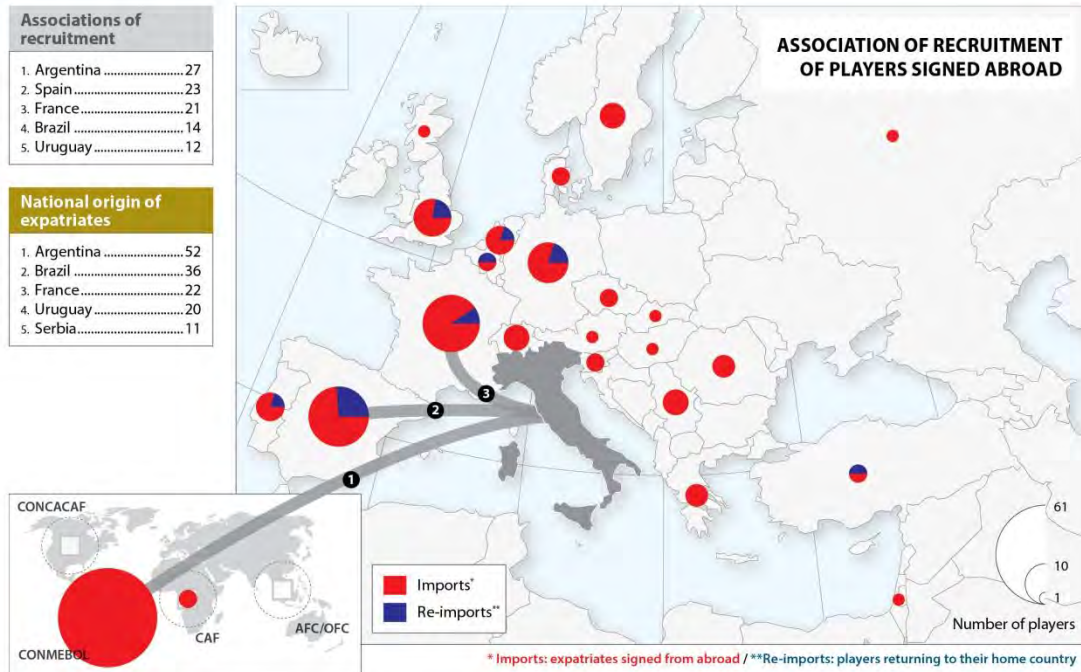 Associations of
recruitment
1. Argentina ........................ 27
2. Spain .............................. 23
3. France ............................. 21
4. Brazil ............................... 14
5. Uruguay .......................... 12
National origin of
expatriates
1. Argentina ........................ 52
2. Brazil ............................... 36
3. France ............................. 22
4. Uruguay .......................... 20
5. Serbia .............................. 11
ASSOCIATION OF RECRUITMENT
OF PLAYERS SIGNED ABROAD
3
2
1
CONCACAF
CONMEBOL
CAF
AFC/OFC
Imports*
Re-imports**
61
10
1
Number of players
* Imports: expatriates signed from abroad / **Re-imports: players returning to their home country